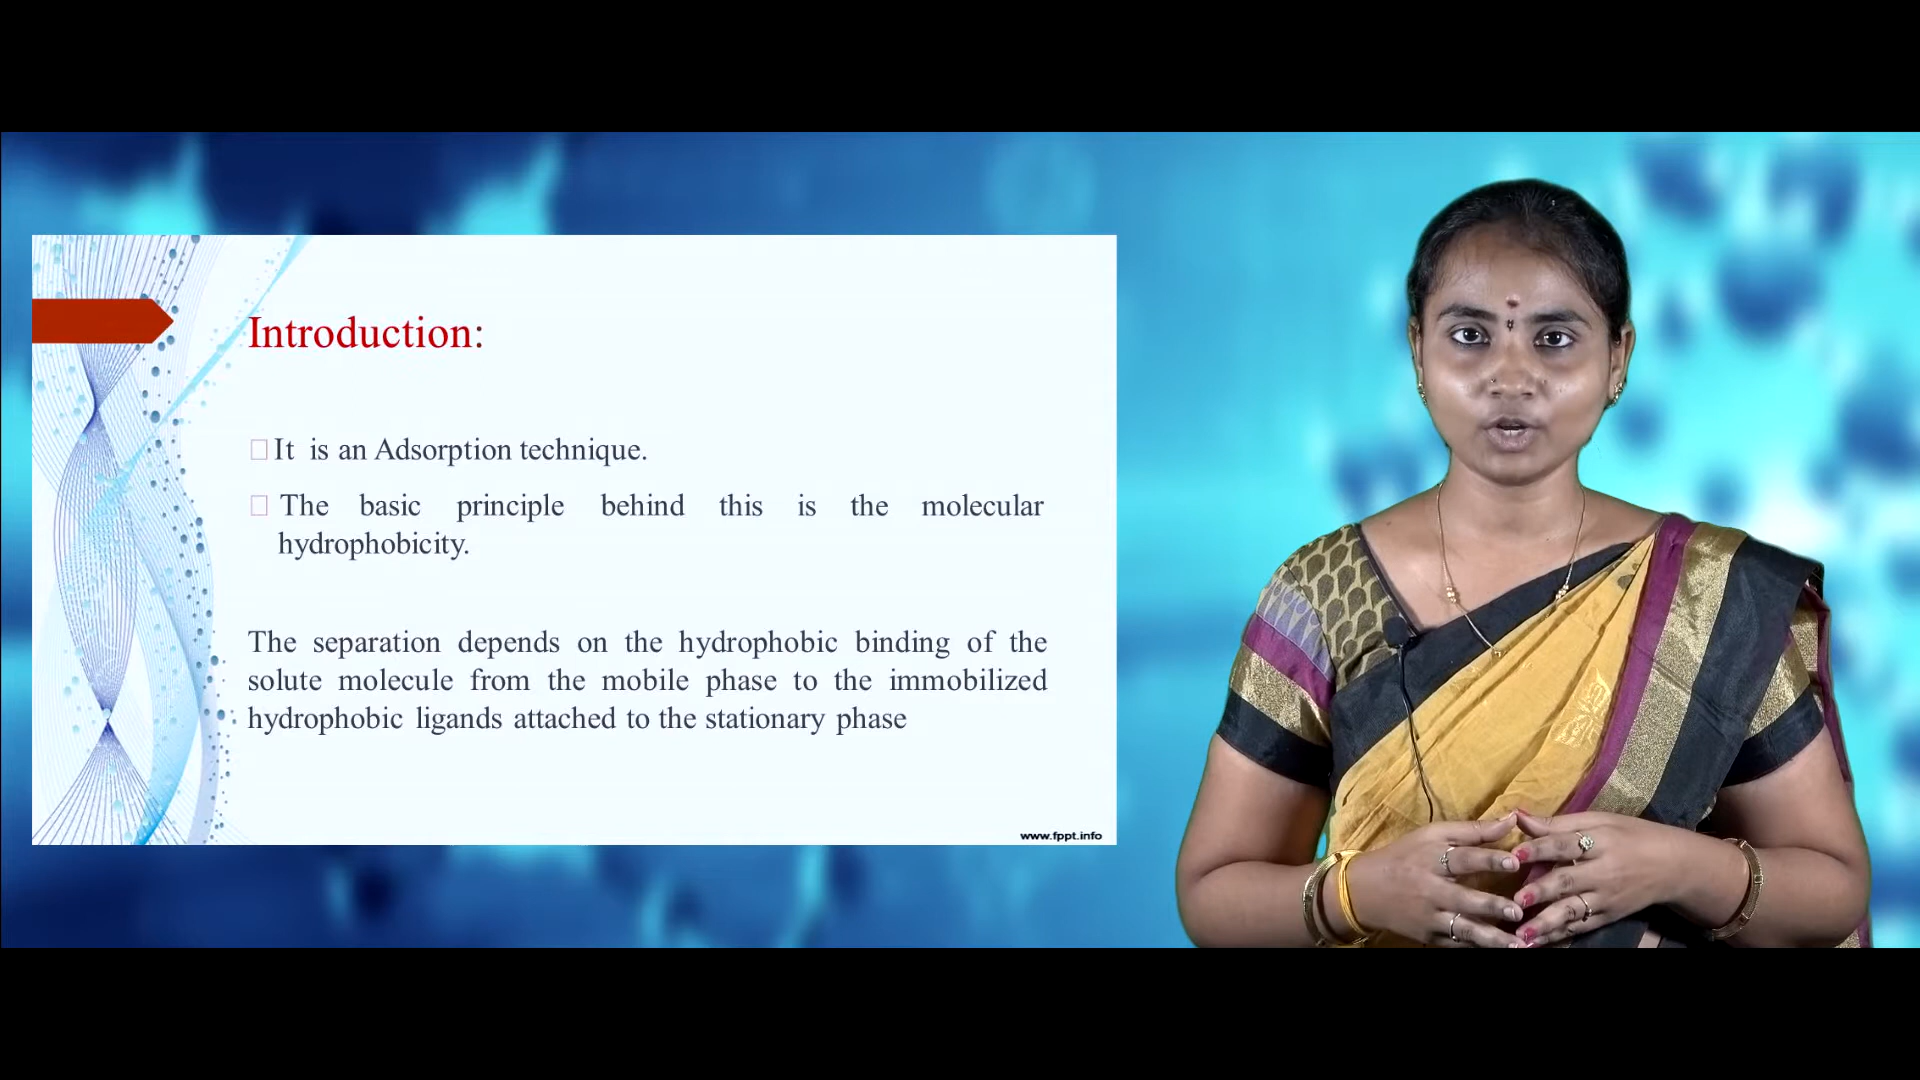 Introduction:
It is an Adsorption technique.
The basic principle behind this is the molecular
hydrophobicity.
The separation depends on the hydrophobic binding of the
solute molecule from the mobile phase to the immobilized
hydrophobic ligands attached to the stationary phase
www.fppt.info